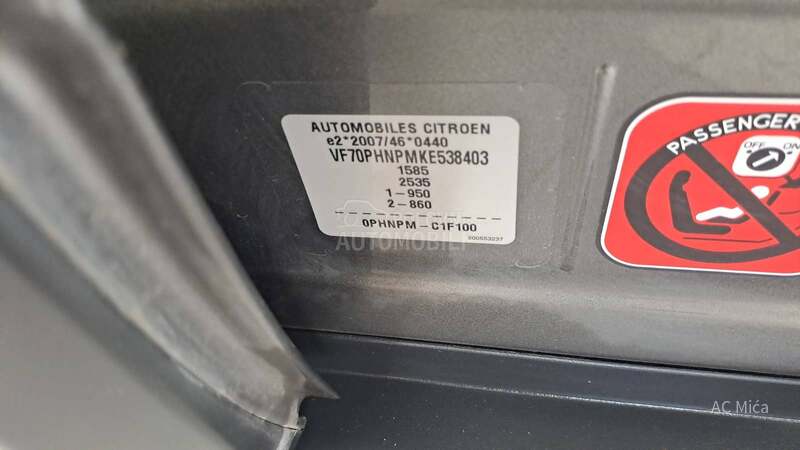 AUTOMOBILES CITROEN
e2*2007/46*0440
VF70PHNPMKE538403
1585
2535
1-950
2-860
0PHNPM - C1F100
PASSENGER
OFF
ON
AUTOMOBILI
AC Mića